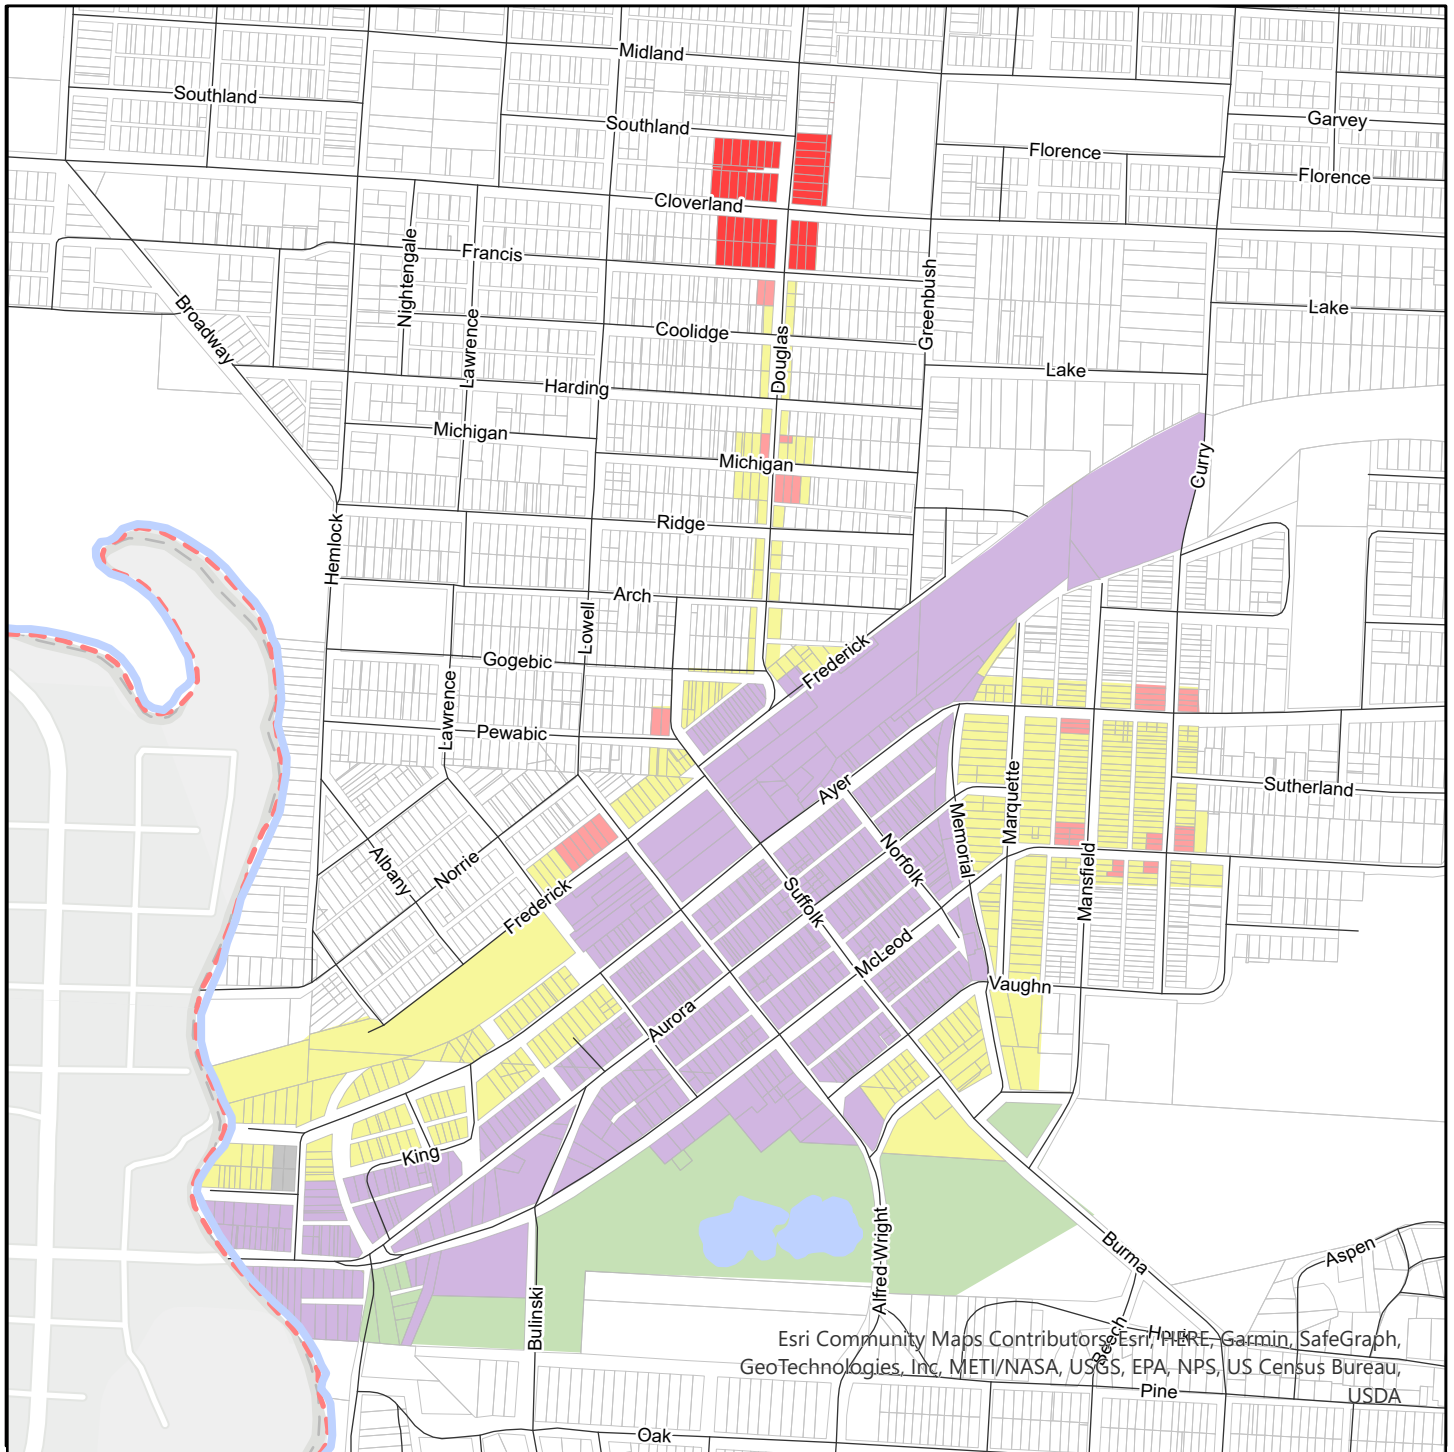 Midland
Southland
Garvey
Southland
Florence
Florence
Cloverland
Francis
Nightengale
Greenbush
Broadway
Lake
Coolidge
Lawrence
Douglas
Lake
Harding
Michigan
Michigan
Curry
Ridge
Hemlock
Arch
Lowell
Gogebic
Frederick
Lawrence
Pewabic
Ayer
Marquette
Sutherland
Memorial
Norfolk
Albany
Norrie
Mansfield
Frederick
Suffolk
McLeod
Vaughn
Aurora
King
Alfred-Wright
Burma
Aspen
Bulinski
Beech
Esri Community Maps Contributors, Esri, HERE, Garmin, SafeGraph,
GeoTechnologies, Inc, METI/NASA, USGS, EPA, NPS, US Census Bureau,
USDA
Pine
Oak